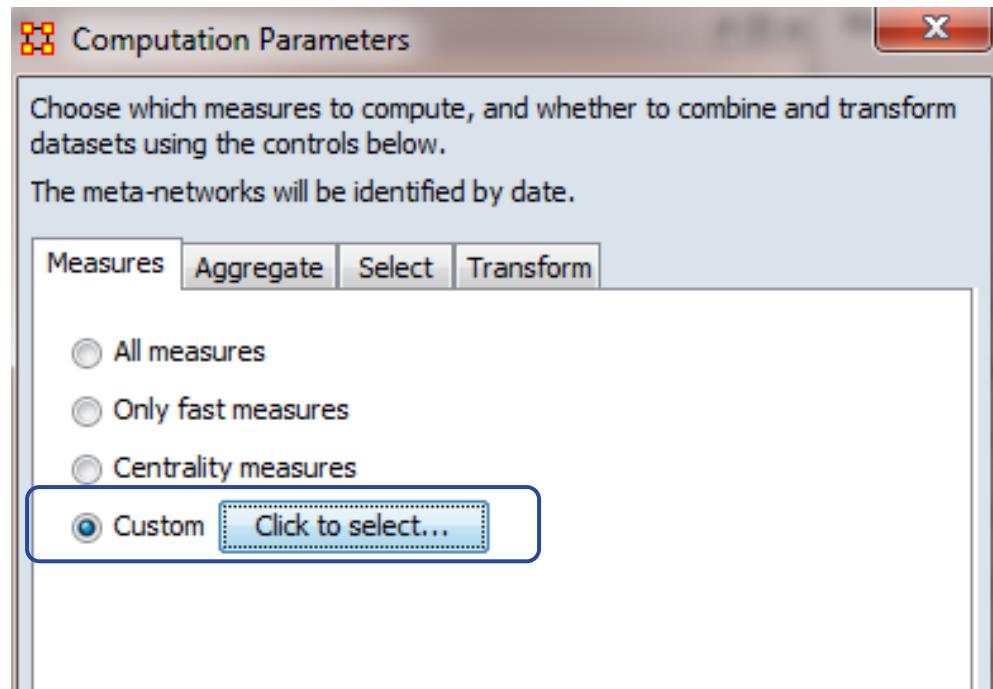 Computation Parameters
X
Choose which measures to compute, and whether to combine and transform
datasets using the controls below.
The meta-networks will be identified by date.
Measures Aggregate Select Transform
All measures
Only fast measures
Centrality measures
Custom Click to select...